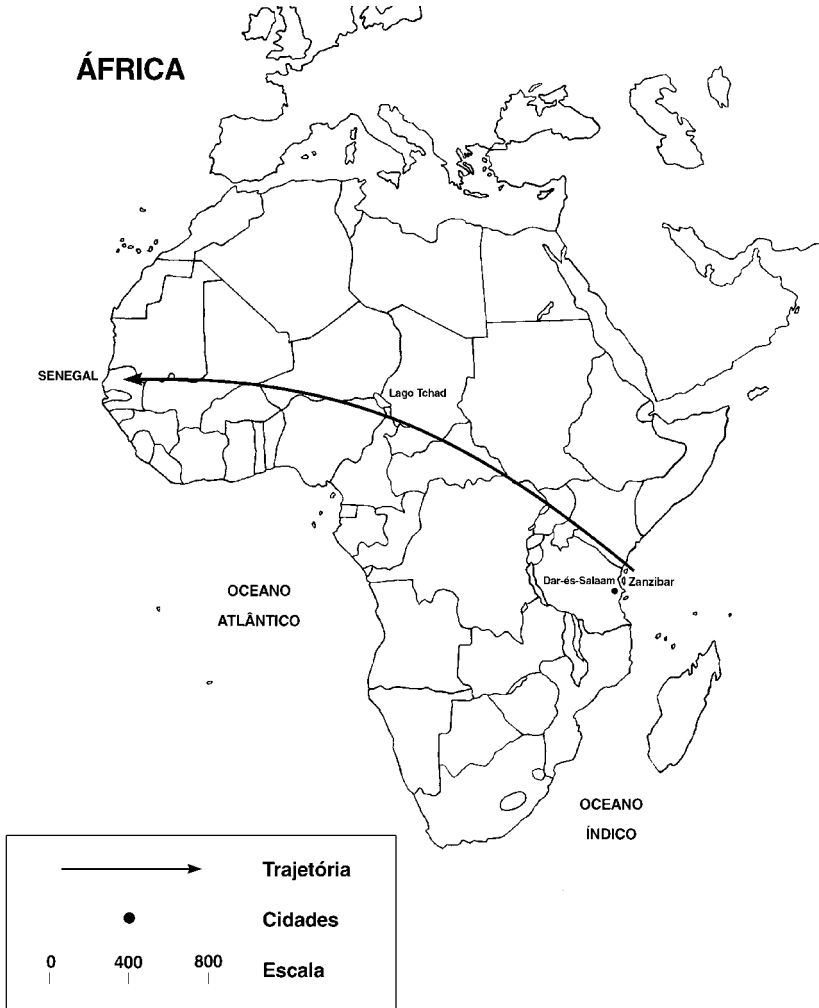 ÁFRICA
SENEGAL
Lago Tchad
Dar-és-Salaam
Zanzibar
OCEANO
ATLÂNTICO
OCEANO
ÍNDICO
Trajetória
Cidades
0 400 800 Escala